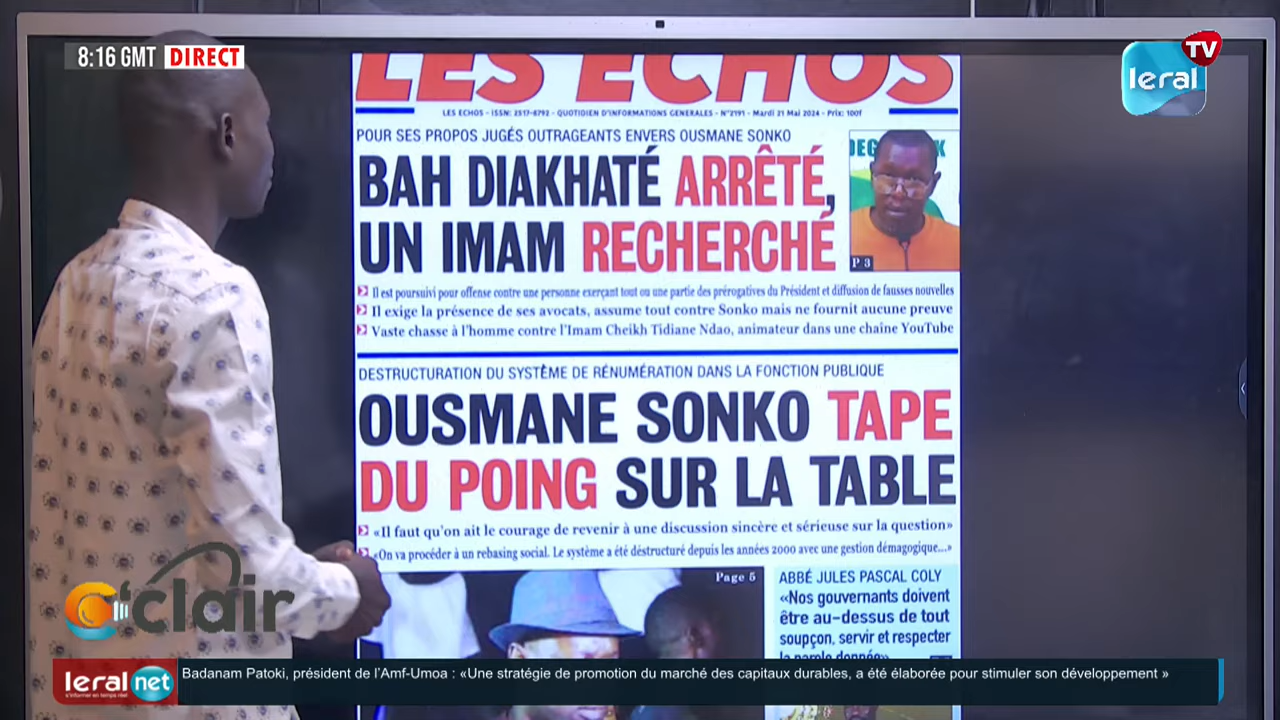 8:16 GMT DIRECT
leral TV
LES ECHOS
LES ECHOS - ISSN: 2517-8792 - QUOTIDIEN D'INFORMATIONS GENERALES - N°2191 - Mardi 21 Mai 2024 - Prix: 100f
POUR SES PROPOS JUGÉS OUTRAGEANTS ENVERS OUSMANE SONKO
BAH DIAKHATÉ ARRÊTÉ,
UN IMAM RECHERCHÉ
P 3
Il est poursuivi pour offense contre une personne exerçant tout ou une partie des prérogatives du Président et diffusion de fausses nouvelles
Il exige la présence de ses avocats, assume tout contre Sonko mais ne fournit aucune preuve
Vaste chasse à l'homme contre l'Imam Cheikh Tidiane Ndao, animateur dans une chaine YouTube
DESTRUCTURATION DU SYSTÈME DE RÉNUMÉRATION DANS LA FONCTION PUBLIQUE
OUSMANE SONKO TAPE
DU POING SUR LA TABLE
«Il faut qu'on ait le courage de revenir à une discussion sincère et sérieuse sur la question»
«On va procéder à un rebasing social. Le système a été déstructuré depuis les années 2000 avec une gestion démagogique...»
Page 5
ABBÉ JULES PASCAL COLY
«Nos gouvernants doivent
être au-dessus de tout
soupçon, servir et respecter
la parole donnée»
C'clair
leral net
s'informer en temps réel
Badanam Patoki, président de l'Amf-Umoa : «Une stratégie de promotion du marché des capitaux durables, a été élaborée pour stimuler son développement »